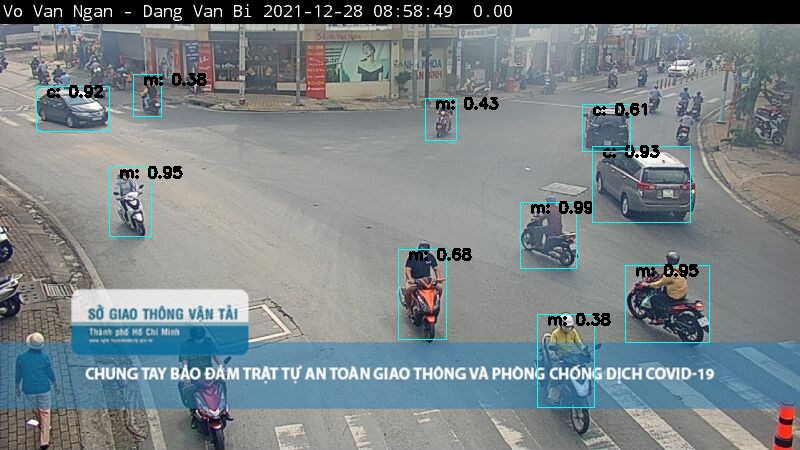 Vo Van Ngan - Dang Van Bi 2021-12-28 08:58:49 0.00
c: 0.92
m: 0.38
m: 0.43
c: 0.61
c: 0.93
m: 0.95
m: 0.99
m: 0.68
m: 0.95
m: 0.38
SỞ GIAO THÔNG VẬN TẢI
Thành phố Hồ Chí Minh
CHUNG TAY BẢO ĐẢM TRẬT TỰ AN TOÀN GIAO THÔNG VÀ PHÒNG CHỐNG DỊCH COVID-19